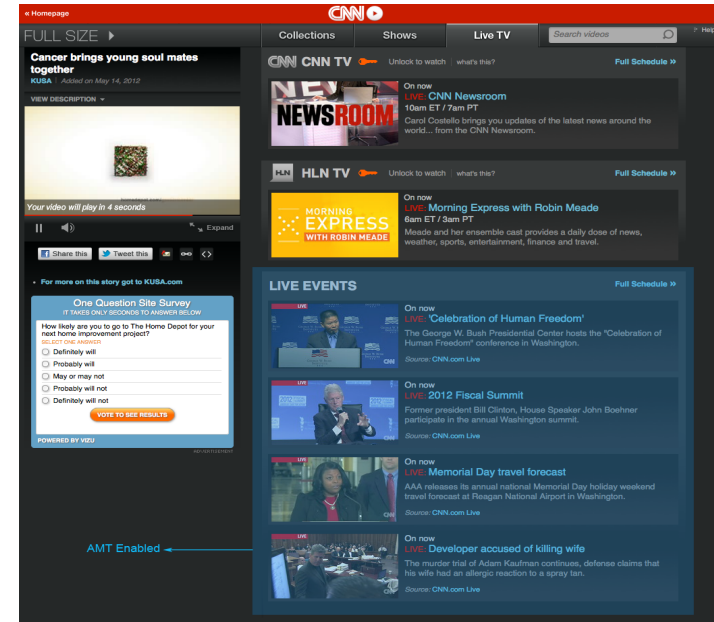 « Homepage
CNN
FULL SIZE
Collections
Shows
Live TV
Search videos
Help
Cancer brings young soul mates
together
KUSA | Added on May 14, 2012
VIEW DESCRIPTION
Your video will play in 4 seconds
Expand
Share this
Tweet this
• For more on this story got to KUSA.com
One Question Site Survey
IT TAKES ONLY SECONDS TO ANSWER BELOW
How likely are you to go to The Home Depot for your
next home improvement project?
SELECT ONE ANSWER
Definitely will
Probably will
May or may not
Probably will not
Definitely will not
VOTE TO SEE RESULTS
POWERED BY VIZU
ADVERTISEMENT
AMT Enabled
CNN CNN TV
Unlock to watch | what's this?
Full Schedule »
NEWSROOM
On now
LIVE: CNN Newsroom
10am ET / 7am PT
Carol Costello brings you updates of the latest news around the
world... from the CNN Newsroom.
HLN HLN TV
Unlock to watch | what's this?
Full Schedule »
MORNING
EXPRESS
WITH ROBIN MEADE
On now
LIVE: Morning Express with Robin Meade
6am ET / 3am PT
Meade and her ensemble cast provides a daily dose of news,
weather, sports, entertainment, finance and travel.
LIVE EVENTS
Full Schedule »
LIVE
CNN
On now
LIVE: 'Celebration of Human Freedom'
The George W. Bush Presidential Center hosts the "Celebration of
Human Freedom" conference in Washington.
Source: CNN.com Live
LIVE
CNN
On now
LIVE: 2012 Fiscal Summit
Former president Bill Clinton, House Speaker John Boehner
participate in the annual Washington summit.
Source: CNN.com Live
LIVE
CNN
On now
LIVE: Memorial Day travel forecast
AAA releases its annual national Memorial Day holiday weekend
travel forecast at Reagan National Airport in Washington.
Source: CNN.com Live
LIVE
CNN
On now
LIVE: Developer accused of killing wife
The murder trial of Adam Kaufman continues, defense claims that
his wife had an allergic reaction to a spray tan.
Source: CNN.com Live